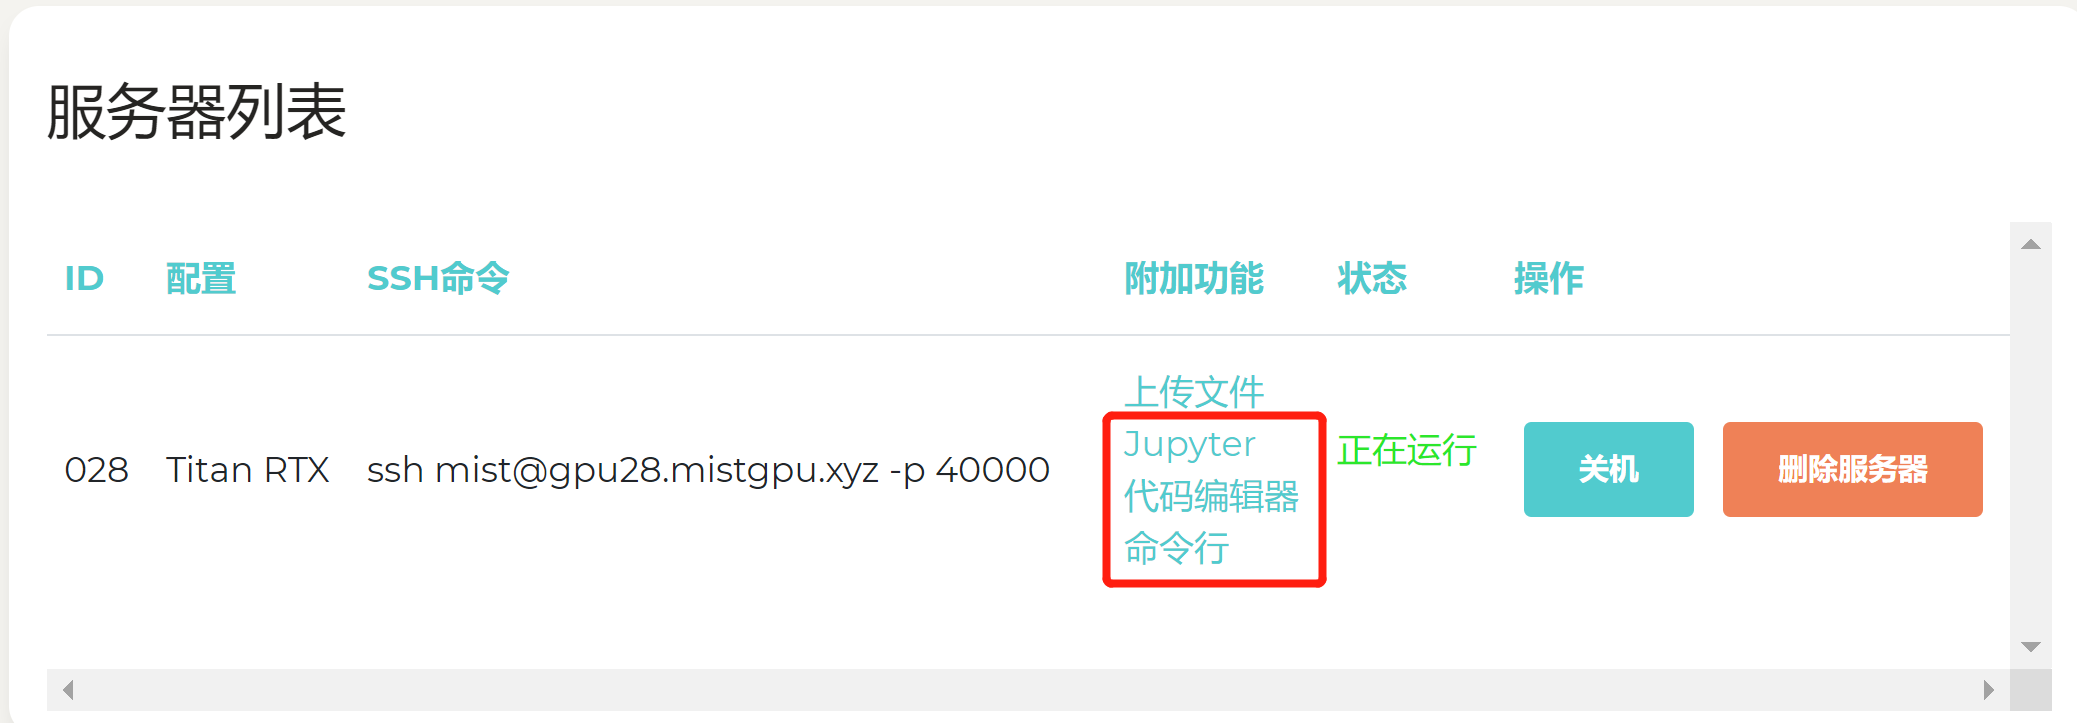 服务器列表
ID 配置 SSH命令 附加功能 状态 操作
上传文件
Jupyter
028 Titan RTX ssh mist@gpu28.mistgpu.xyz -p 40000 正在运行 关机 删除服务器
代码编辑器
命令行